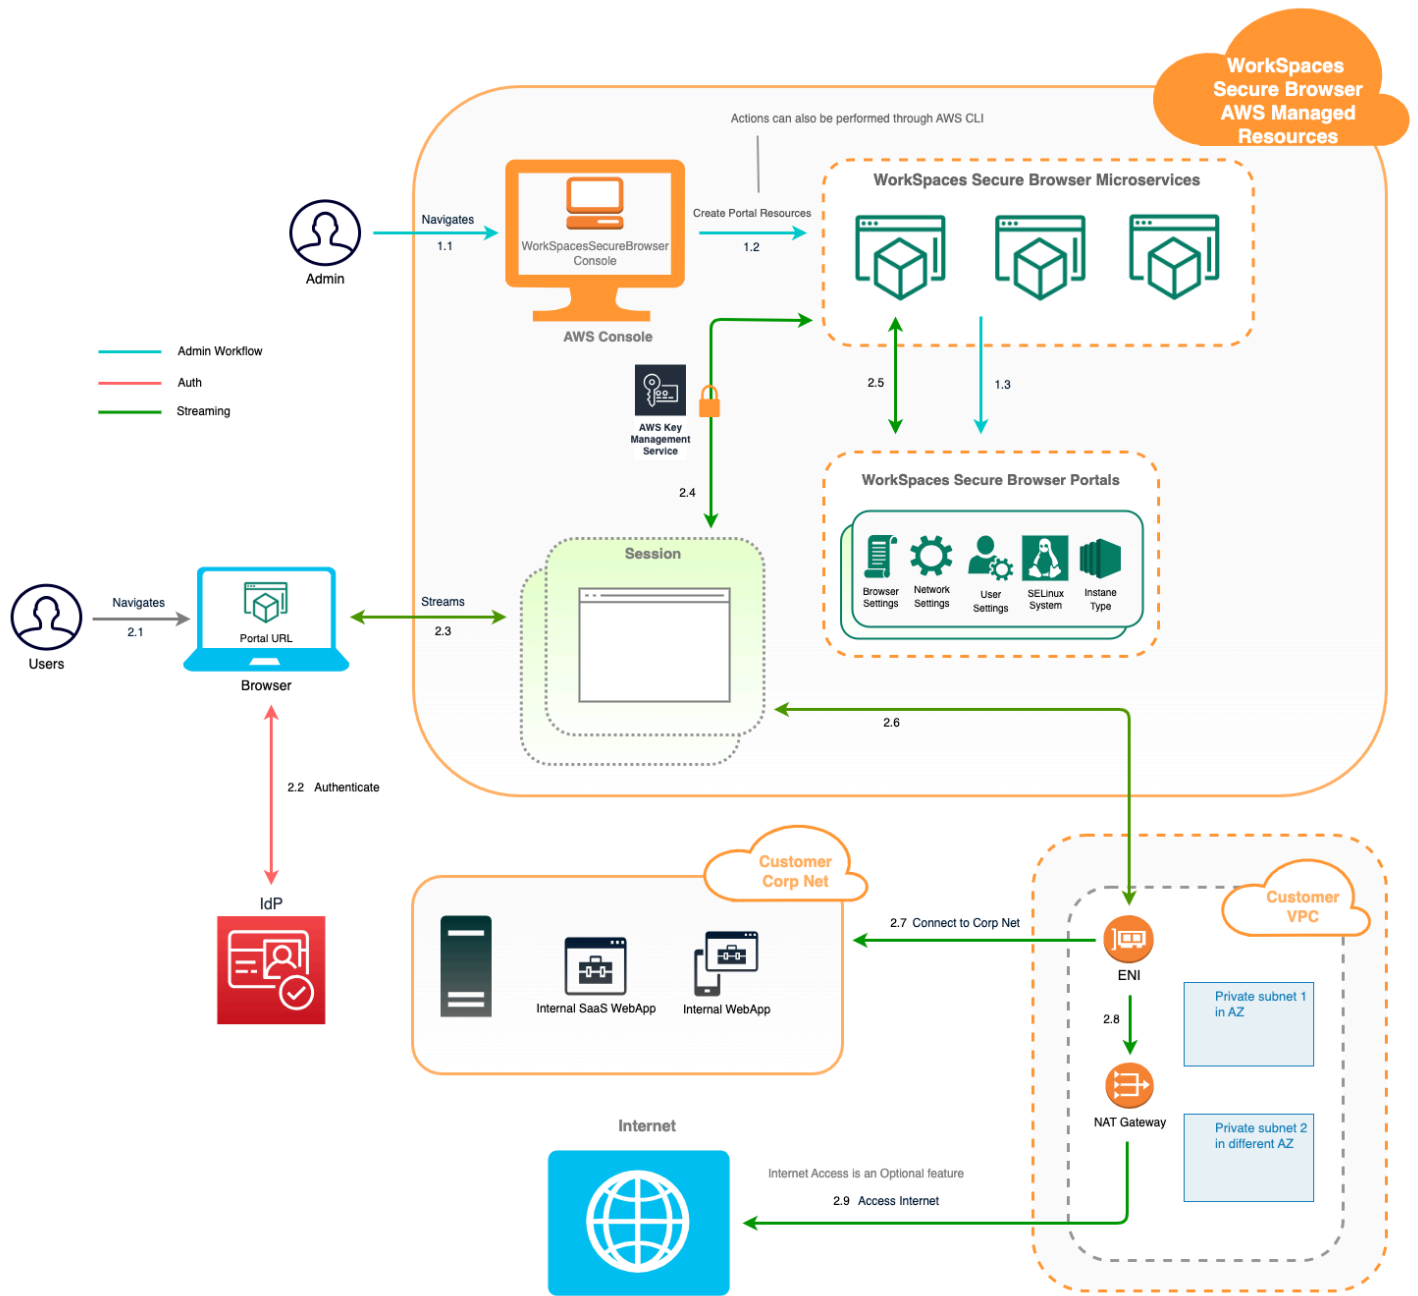 WorkSpaces
Secure Browser
AWS Managed
Resources
Actions can also be performed through AWS CLI
WorkSpaces Secure Browser Microservices
Navigates
1.1
Admin
WorkSpacesSecureBrowser
Console
AWS Console
Create Portal Resources
1.2
Admin Workflow
Auth
Streaming
AWS Key
Management
Service
2.4
2.5
1.3
WorkSpaces Secure Browser Portals
Browser
Settings
Network
Settings
User
Settings
SELinux
System
Instane
Type
Session
Users
Navigates
2.1
Portal URL
Browser
Streams
2.3
2.6
2.2 Authenticate
IdP
Customer
Corp Net
Internal SaaS WebApp
Internal WebApp
2.7 Connect to Corp Net
Customer
VPC
ENI
2.8
Private subnet 1
in AZ
NAT Gateway
Private subnet 2
in different AZ
Internet
Internet Access is an Optional feature
2.9 Access Internet